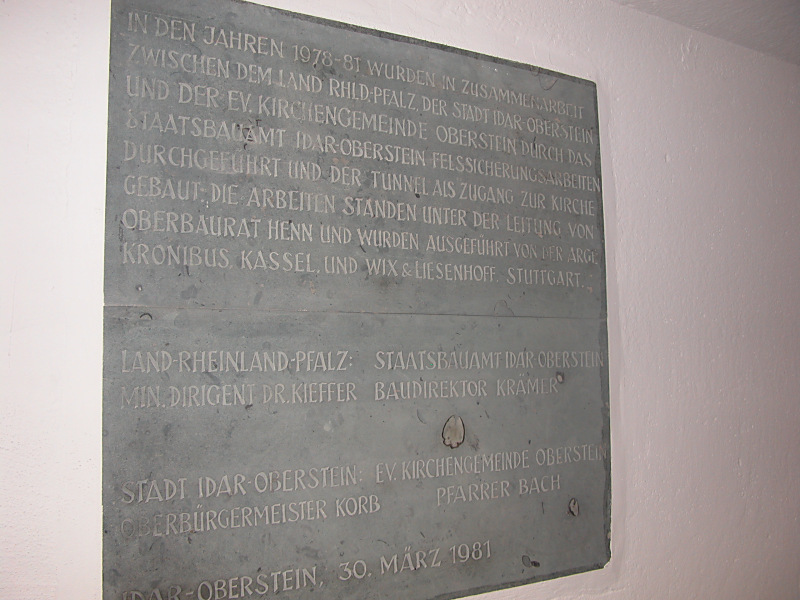 IN DEN JAHREN 1978-81 WURDEN IN ZUSAMMENARBEIT
ZWISCHEN DEM LAND RHLD-PFALZ, DER STADT IDAR-OBERSTEIN
UND DER EV. KIRCHENGEMEINDE OBERSTEIN DURCH DAS
STAATSBAUAMT IDAR-OBERSTEIN FELSSICHERUNGSARBEITEN
DURCHGEFÜHRT UND DER TUNNEL ALS ZUGANG ZUR KIRCHE
GEBAUT. DIE ARBEITEN STANDEN UNTER DER LEITUNG VON
OBERBAURAT HENN UND WURDEN AUSGEFÜHRT VON DER ARGE,
KRONIBUS, KASSEL, UND WIX & LIESENHOFF, STUTTGART.
LAND-RHEINLAND-PFALZ: STAATSBAUAMT IDAR-OBERSTEIN
MIN. DIRIGENT DR. KIEFFER BAUDIREKTOR KRÄMER
STADT IDAR-OBERSTEIN: EV. KIRCHENGEMEINDE OBERSTEIN
OBERBÜRGERMEISTER KORB PFARRER BACH
IDAR-OBERSTEIN, 30. MÄRZ 1981